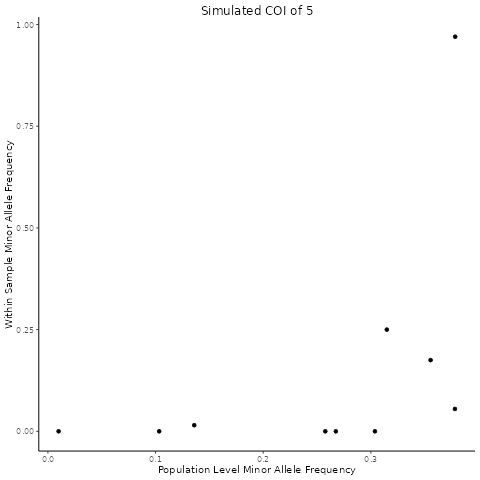 Simulated COI of 5
1.00
0.75
0.50
0.25
0.00
Within Sample Minor Allele Frequency
0.0 0.1 0.2 0.3
Population Level Minor Allele Frequency